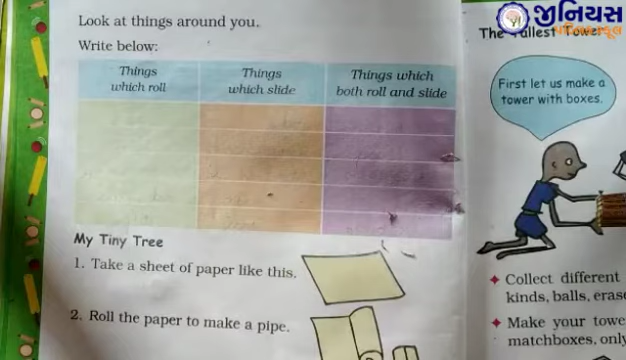 Look at things around you.
Write below:
Things which roll
Things which slide
Things which both roll and slide
My Tiny Tree
1. Take a sheet of paper like this.
2. Roll the paper to make a pipe.
જીનિયસ
The Tallest Tower
First let us make a
tower with boxes.
Collect different
kinds, balls,
Make your
matchboxes, only